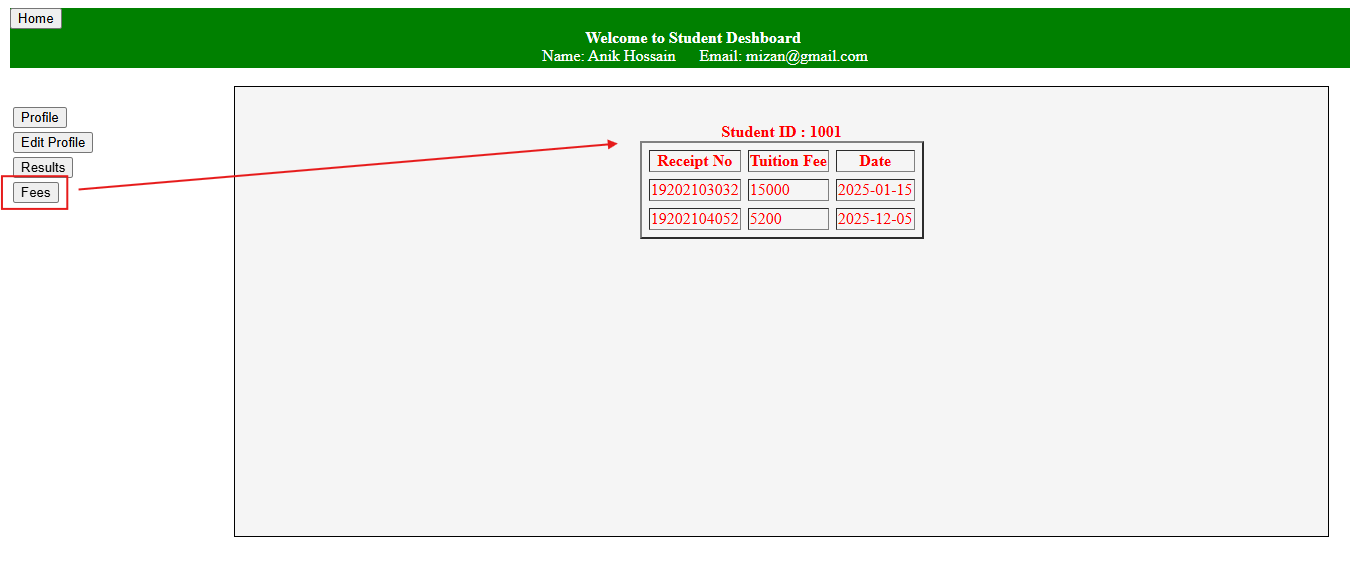 Home
Welcome to Student Deshboard
Name: Anik Hossain Email: mizan@gmail.com
Profile
Edit Profile
Results
Fees
Student ID : 1001
Receipt No Tuition Fee Date
19202103032 15000 2025-01-15
19202104052 5200 2025-12-05